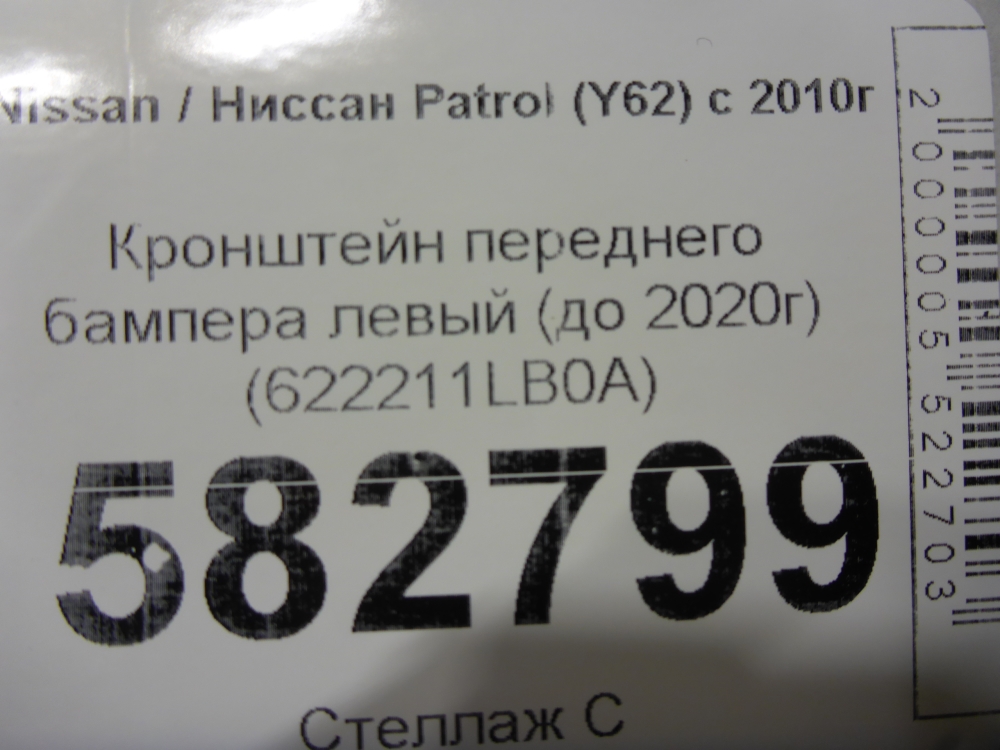 Nissan / Ниссан Patrol (Y62) с 2010г
Кронштейн переднего
бампера левый (до 2020г)
(622211LB0A)
582799
Стеллаж С
2000005522703